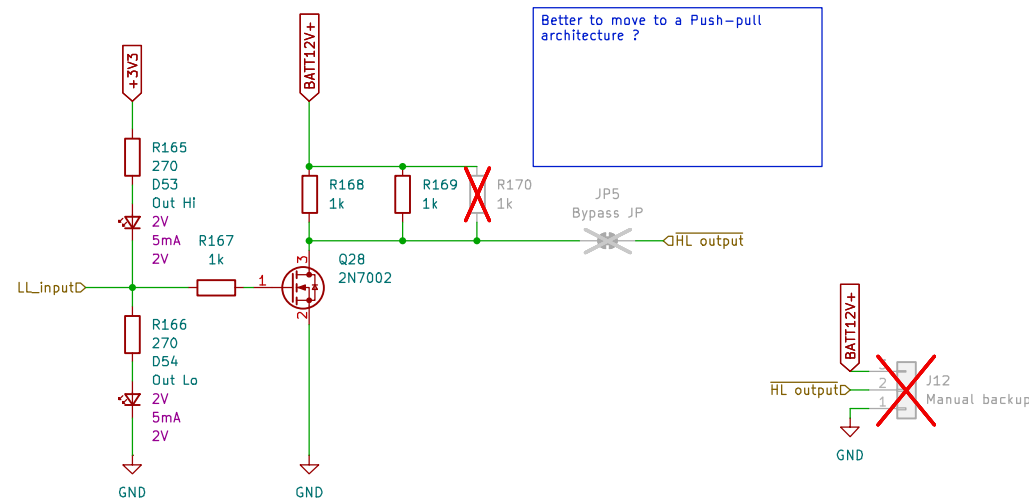 Better to move to a Push-pull
architecture ?
+3V3
BATT12V+
R165
270
D53
Out Hi
2V
5mA
2V
R168
1k
R169
1k
R170
1k
JP5
Bypass JP
HL output
R167
1k
3
Q28
2N7002
1
2
LL_input
R166
270
D54
Out Lo
2V
5mA
2V
GND
GND
BATT12V+
3
HL output
2
1
J12
Manual backup
GND